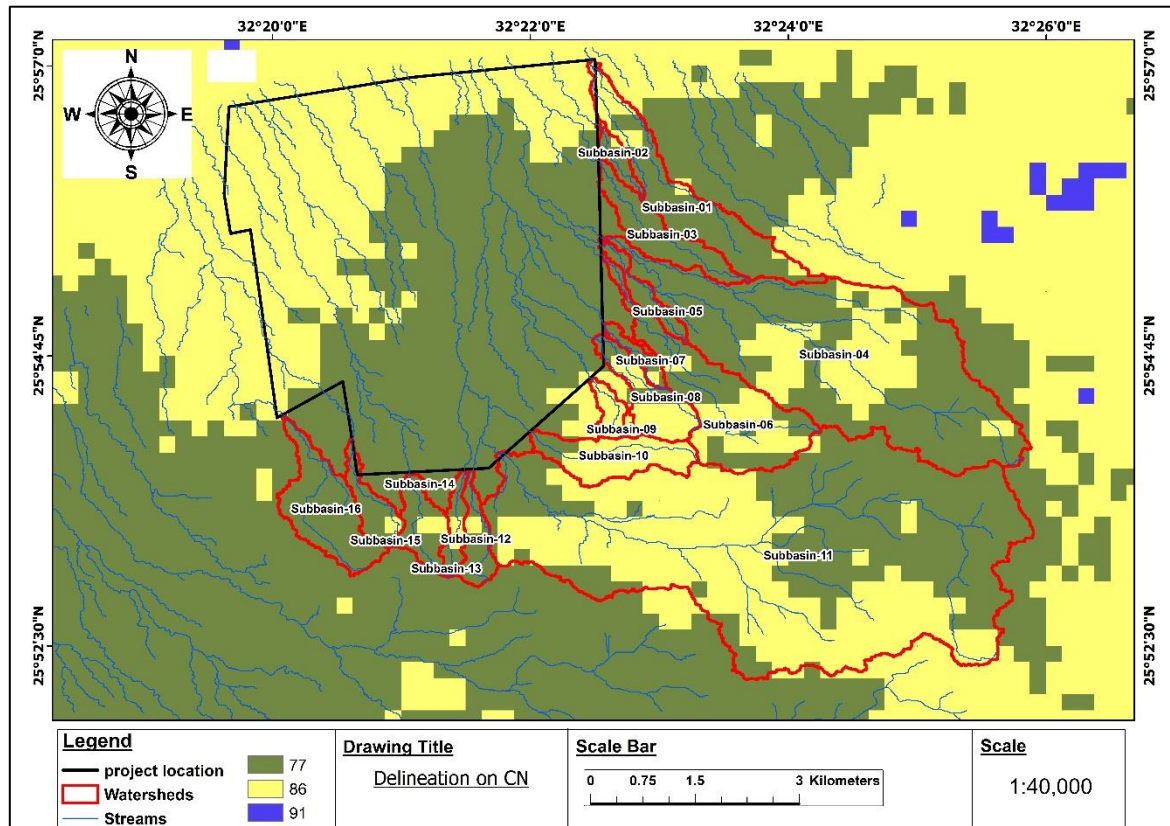 32°20'0"E 32°22'0"E 32°24'0"E 32°26'0"E
25°57'0"N
25°57'0"N
N
W E
S
Subbasin-02
Subbasin-01
Subbasin-03
Subbasin-05
25°54'45"N
25°54'45"N
Subbasin-04
Subbasin-07
Subbasin-08
Subbasin-06
Subbasin-09
Subbasin-10
Subbasin-14
Subbasin-16
Subbasin-15
Subbasin-12
Subbasin-11
Subbasin-13
25°52'30"N
25°52'30"N
Legend
project location
Watersheds
Streams
77
86
91
Drawing Title
Delineation on CN
Scale Bar
0 0.75 1.5 3 Kilometers
Scale
1:40,000